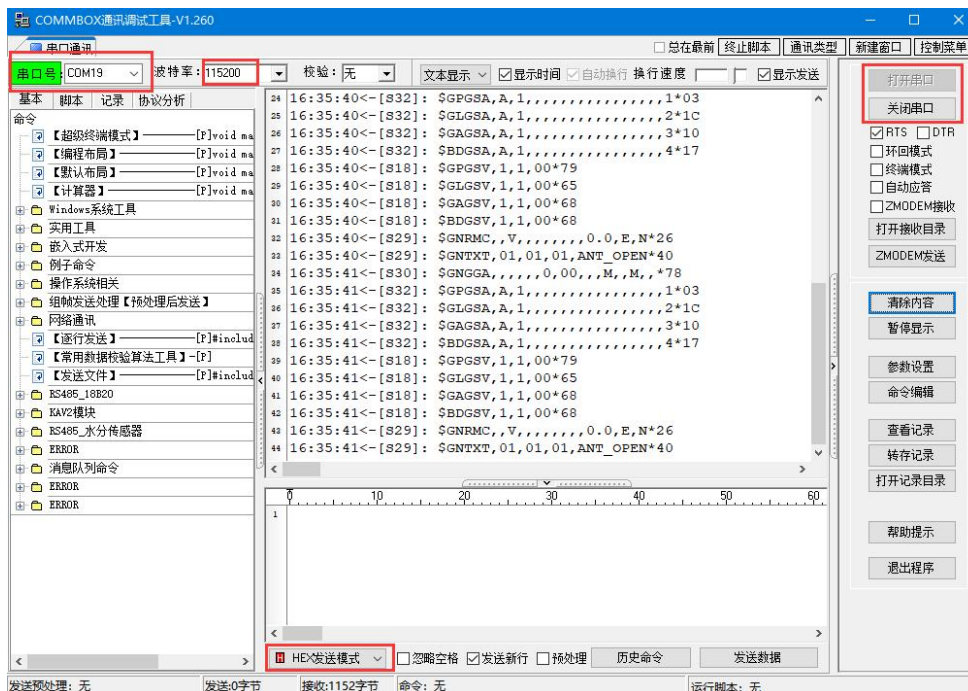 COMMBOX通讯调试工具-V1.260
串口通讯
总在最前 终止脚本 通讯类型 新建窗口 控制菜单
串口号: COM19 波特率: 115200 校验: 无 文本显示 显示时间 自动换行 换行速度 显示发送
基本 脚本 记录 协议分析
命令
【超级终端模式】————[P]void ma
【编程布局】————[P]void ma
【默认布局】————[P]void ma
【计算器】————[P]void ma
Windows系统工具
实用工具
嵌入式开发
例子命令
操作系统相关
组帧发送处理【预处理后发送】
网络通讯
【逐行发送】————[P]#includ
【常用数据校验算法工具】-[P]
【发送文件】————[P]#includ
RS485_18B20
KAV2模块
RS485_水分传感器
ERROR
消息队列命令
ERROR
ERROR
24 16:35:40<-[S32]: $GPGSA,A,1,,,,,,,,,,,,,,,,1*03
25 16:35:40<-[S32]: $GLGSA,A,1,,,,,,,,,,,,,,,,2*1C
26 16:35:40<-[S32]: $GAGSA,A,1,,,,,,,,,,,,,,,,3*10
27 16:35:40<-[S32]: $BDGSA,A,1,,,,,,,,,,,,,,,,4*17
28 16:35:40<-[S18]: $GPGSV,1,1,00*79
29 16:35:40<-[S18]: $GLGSV,1,1,00*65
30 16:35:40<-[S18]: $GAGSV,1,1,00*68
31 16:35:40<-[S18]: $BDGSV,1,1,00*68
32 16:35:40<-[S29]: $GNRMC,,V,,,,,,,,0.0,E,N*26
33 16:35:40<-[S29]: $GNTXT,01,01,01,ANT_OPEN*40
34 16:35:41<-[S30]: $GNGGA,,,,,,0,00,,,M,,M,,*78
35 16:35:41<-[S32]: $GPGSA,A,1,,,,,,,,,,,,,,,,1*03
36 16:35:41<-[S32]: $GLGSA,A,1,,,,,,,,,,,,,,,,2*1C
37 16:35:41<-[S32]: $GAGSA,A,1,,,,,,,,,,,,,,,,3*10
38 16:35:41<-[S32]: $BDGSA,A,1,,,,,,,,,,,,,,,,4*17
39 16:35:41<-[S18]: $GPGSV,1,1,00*79
40 16:35:41<-[S18]: $GLGSV,1,1,00*65
41 16:35:41<-[S18]: $GAGSV,1,1,00*68
42 16:35:41<-[S18]: $BDGSV,1,1,00*68
43 16:35:41<-[S29]: $GNRMC,,V,,,,,,,,0.0,E,N*26
44 16:35:41<-[S29]: $GNTXT,01,01,01,ANT_OPEN*40
0 10 20 30 40 50 60
1
HEX发送模式 忽略空格 发送新行 预处理 历史命令 发送数据
打开串口
关闭串口
RTS DTR
环回模式
终端模式
自动应答
ZMODEM接收
打开接收目录
ZMODEM发送
清除内容
暂停显示
参数设置
命令编辑
查看记录
转存记录
打开记录目录
帮助提示
退出程序
发送预处理: 无 发送:0字节 接收:1152字节 命令: 无 运行脚本: 无